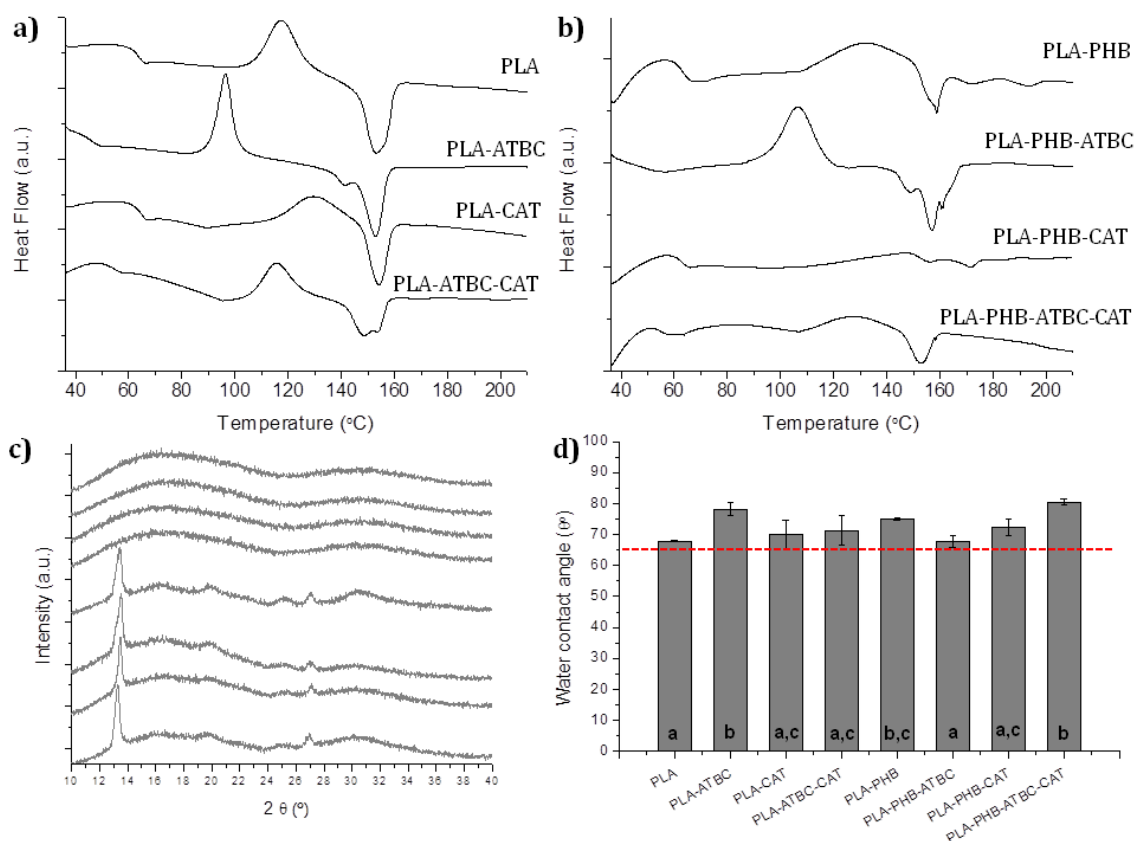 a)
PLA
PLA-ATBC
PLA-CAT
PLA-ATBC-CAT
Heat Flow (a.u.)
40 60 80 100 120 140 160 180 200
Temperature (°C)
b)
PLA-PHB
PLA-PHB-ATBC
PLA-PHB-CAT
PLA-PHB-ATBC-CAT
Heat Flow (a.u.)
40 60 80 100 120 140 160 180 200
Temperature (°C)
c)
Intensity (a.u.)
10 12 14 16 18 20 22 24 26 28 30 32 34 36 38 40
2 θ (º)
d)
Water contact angle (º)
100
90
80
70
60
50
40
30
20
10
0
a b a,c a,c b,c a a,c b
PLA
PLA-ATBC
PLA-CAT
PLA-ATBC-CAT
PLA-PHB
PLA-PHB-ATBC
PLA-PHB-CAT
PLA-PHB-ATBC-CAT